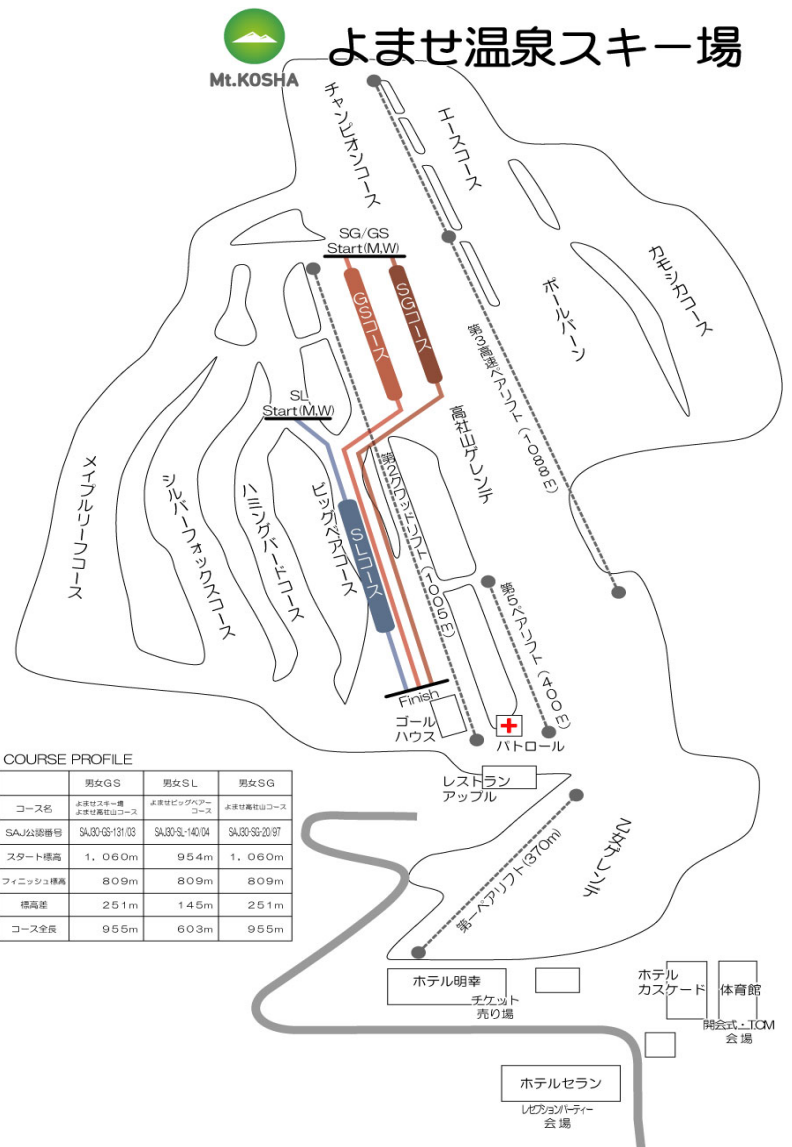 よませ温泉スキー場
Mt.KOSHA
チャンピオンコース
エースコース
SG/GS
Start(M,W)
カモシカコース
ポールバーン
GSコース
SGコース
第3高速ペアリフト(1088m)
SL
Start(M,W)
高社山ゲレンデ
メイプルリーフコース
シルバーフォックスコース
ハミングバードコース
ビッグベアコース
SLコース
第2クワッドリフト(1005m)
第5ペアリフト(400m)
Finish
ゴール
ハウス
パトロール
レストラン
アップル
乙女ゲレンデ
第一ペアリフト(370m)
COURSE PROFILE
男女GS 男女SL 男女SG
コース名 よませスキー場 よませ高社山コース よませビッグベアーコース よませ高社山コース
SAJ公認番号 SAJ30-GS-131/03 SAJ30-SL-140/04 SAJ30-SG-20/97
スタート標高 1,060m 954m 1,060m
フィニッシュ標高 809m 809m 809m
標高差 251m 145m 251m
コース全長 955m 603m 955m
ホテル明幸
チケット
売り場
ホテル
カスケード
体育館
開会式・TCM
会場
ホテルセラン
レセプションパーティー
会場